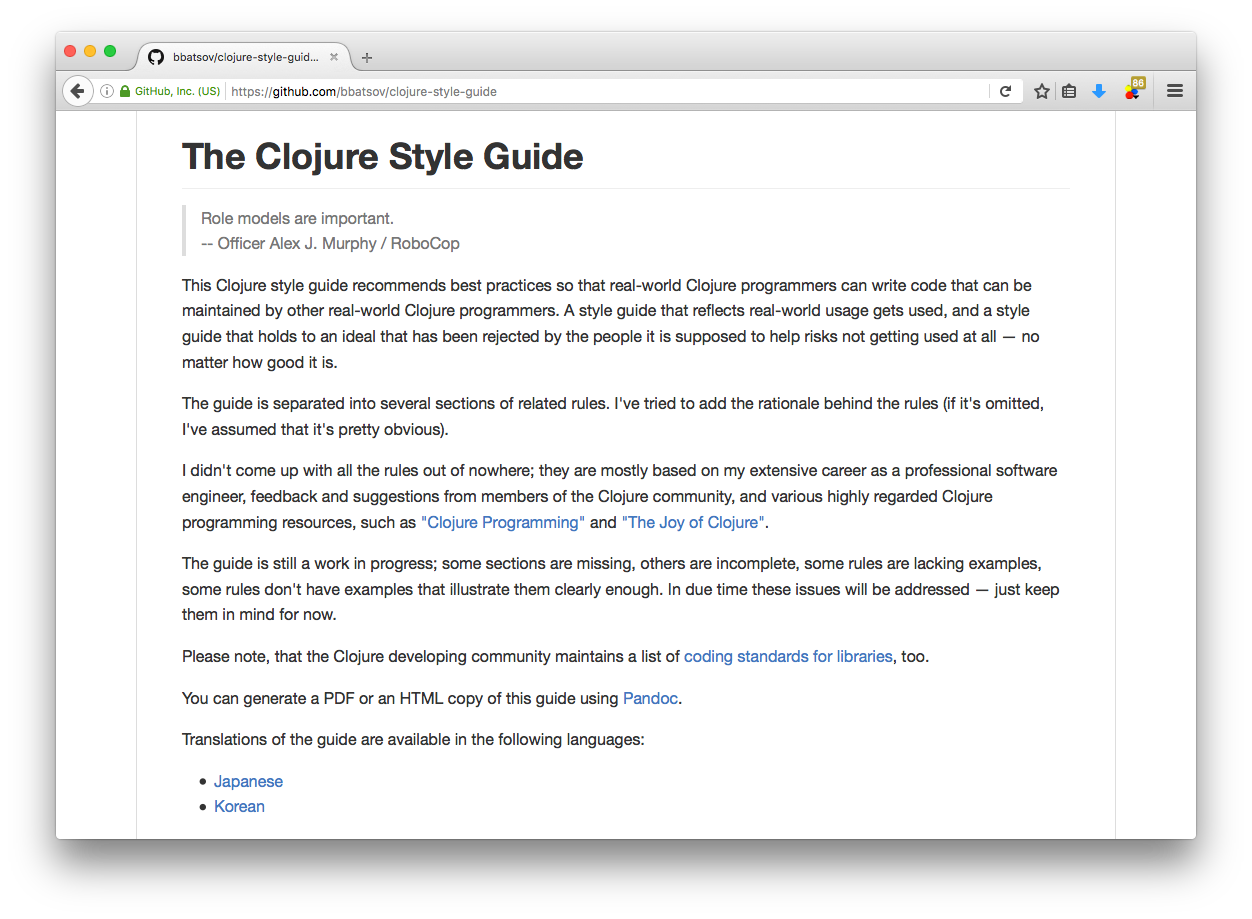 bbatsov/clojure-style-guid...
GitHub, Inc. (US)
https://github.com/bbatsov/clojure-style-guide
86
The Clojure Style Guide
Role models are important.
-- Officer Alex J. Murphy / RoboCop
This Clojure style guide recommends best practices so that real-world Clojure programmers can write code that can be
maintained by other real-world Clojure programmers. A style guide that reflects real-world usage gets used, and a style
guide that holds to an ideal that has been rejected by the people it is supposed to help risks not getting used at all — no
matter how good it is.
The guide is separated into several sections of related rules. I've tried to add the rationale behind the rules (if it's omitted,
I've assumed that it's pretty obvious).
I didn't come up with all the rules out of nowhere; they are mostly based on my extensive career as a professional software
engineer, feedback and suggestions from members of the Clojure community, and various highly regarded Clojure
programming resources, such as "Clojure Programming" and "The Joy of Clojure".
The guide is still a work in progress; some sections are missing, others are incomplete, some rules are lacking examples,
some rules don't have examples that illustrate them clearly enough. In due time these issues will be addressed — just keep
them in mind for now.
Please note, that the Clojure developing community maintains a list of coding standards for libraries, too.
You can generate a PDF or an HTML copy of this guide using Pandoc.
Translations of the guide are available in the following languages:
• Japanese
• Korean